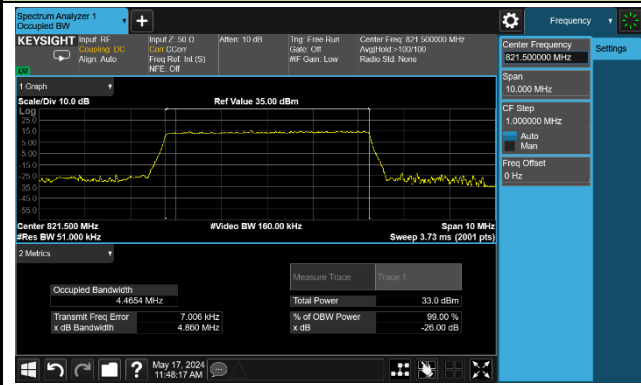 Spectrum Analyzer 1
Occupied BW
Frequency
KEYSIGHT
Input: RF
Coupling: DC
Align: Auto
Input Z: 50 Ω
Corr CCorr
Freq Ref: Int (S)
NFE: Off
Atten: 10 dB
Trig: Free Run
Gate: Off
#IF Gain: Low
Center Freq: 821.500000 MHz
Avg|Hold:>100/100
Radio Std: None
Center Frequency
821.500000 MHz
Settings
Span
10.000 MHz
CF Step
1.000000 MHz
Auto
Man
Freq Offset
0 Hz
1 Graph
Scale/Div 10.0 dB
Ref Value 35.00 dBm
Log
25.0
15.0
5.00
-5.00
-15.0
-25.0
-35.0
-45.0
-55.0
Center 821.500 MHz
#Video BW 160.00 kHz
Span 10 MHz
#Res BW 51.000 kHz
Sweep 3.73 ms (2001 pts)
2 Metrics
Measure Trace
Trace 1
Occupied Bandwidth
4.4654 MHz
Total Power
33.0 dBm
Transmit Freq Error
7.006 kHz
% of OBW Power
99.00 %
x dB Bandwidth
4.860 MHz
x dB
-26.00 dB
May 17, 2024
11:48:17 AM